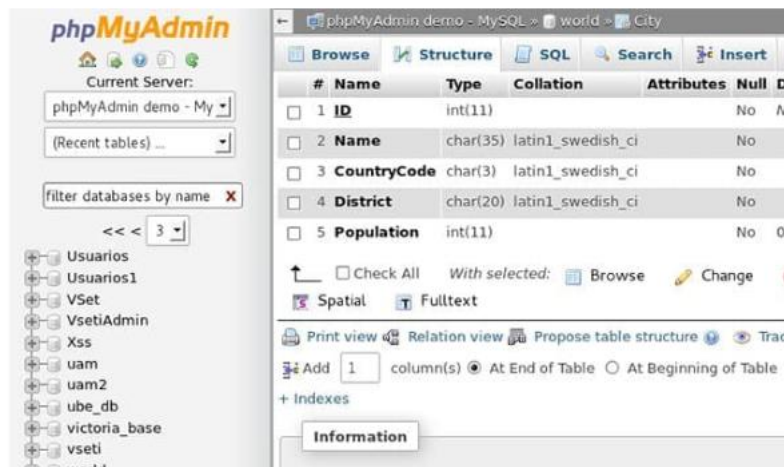 phpMyAdmin
Current Server:
phpMyAdmin demo - My
(Recent tables) ...
filter databases by name X
<< < 3
Usuarios
Usuarios1
VSet
VsetiAdmin
Xss
uam
uam2
ube_db
victoria_base
vseti
phpMyAdmin demo - MySQL » world » City
Browse Structure SQL Search Insert
# Name Type Collation Attributes Null D
1 ID int(11) No
2 Name char(35) latin1_swedish_ci No
3 CountryCode char(3) latin1_swedish_ci No
4 District char(20) latin1_swedish_ci No
5 Population int(11) No 0
Check All With selected: Browse Change
Spatial Fulltext
Print view Relation view Propose table structure Trac
Add 1 column(s) At End of Table At Beginning of Table
+ Indexes
Information